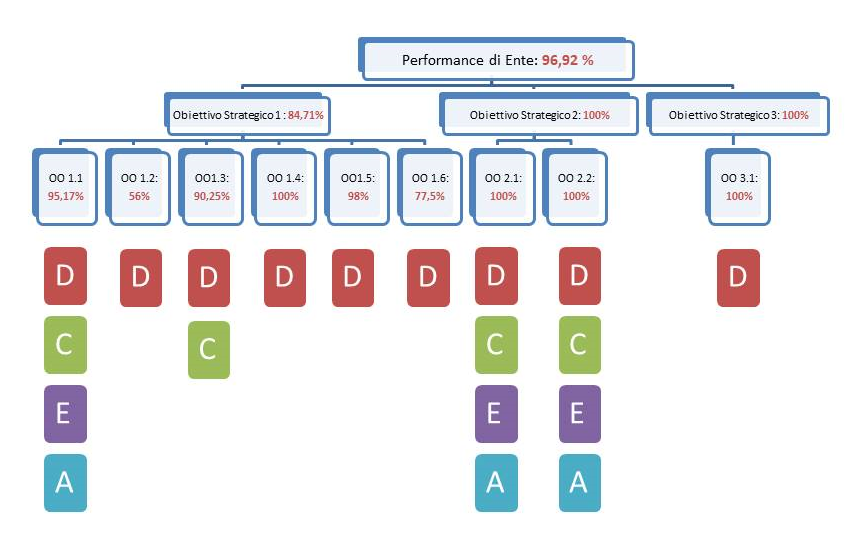 Performance di Ente: 96,92 %
Obiettivo Strategico 1 : 84,71%
Obiettivo Strategico 2: 100%
Obiettivo Strategico 3: 100%
OO 1.1
95,17%
OO 1.2:
56%
OO1.3:
90,25%
OO 1.4:
100%
OO1.5:
98%
OO 1.6:
77,5%
OO 2.1:
100%
OO 2.2:
100%
OO 3.1:
100%
D D D D D D D D D
C C C C
E E E
A A A